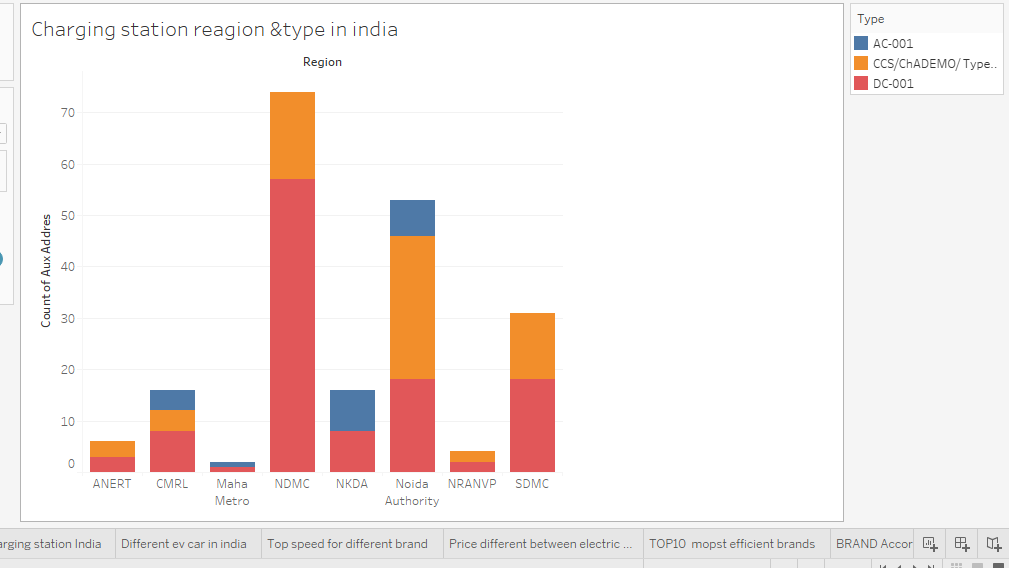 Charging station reagion &type in india
Region
Type
AC-001
CCS/ChADEMO/ Type..
DC-001
Count of Aux Addres
70
60
50
40
30
20
10
0
ANERT
CMRL
Maha
Metro
NDMC
NKDA
Noida
Authority
NRANVP
SDMC
arging station India
Different ev car in india
Top speed for different brand
Price different between electric ...
TOP10 mopst efficient brands
BRAND Accor